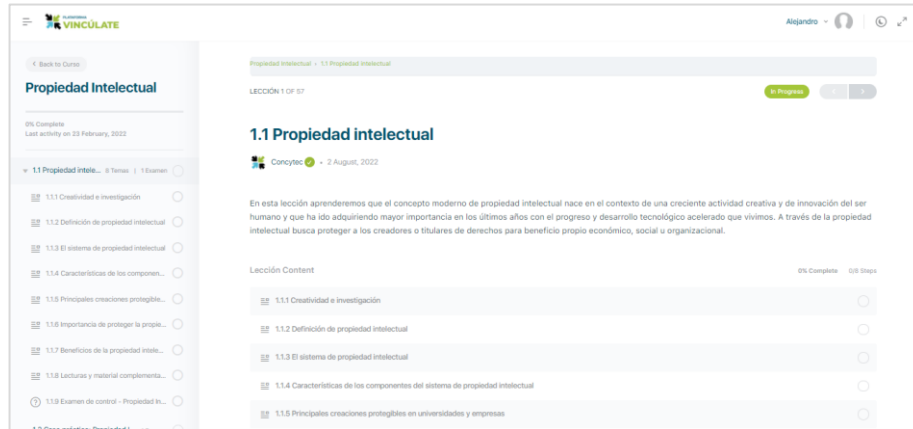 PLATAFORMA
VINCÚLATE
Alejandro
Back to Curso
Propiedad Intelectual
0% Complete
Last activity on 23 February, 2022
1.1 Propiedad intele... 8 Temas | 1 Examen
1.1.1 Creatividad e investigación
1.1.2 Definición de propiedad intelectual
1.1.3 El sistema de propiedad intelectual
1.1.4 Características de los componen...
1.1.5 Principales creaciones protegible...
1.1.6 Importancia de proteger la propie...
1.1.7 Beneficios de la propiedad intele...
1.1.8 Lecturas y material complementa...
1.1.9 Examen de control - Propiedad In...
Propiedad Intelectual › 1.1 Propiedad intelectual
LECCIÓN 1 OF 57
In Progress
1.1 Propiedad intelectual
Concytec • 2 August, 2022
En esta lección aprenderemos que el concepto moderno de propiedad intelectual nace en el contexto de una creciente actividad creativa y de innovación del ser
humano y que ha ido adquiriendo mayor importancia en los últimos años con el progreso y desarrollo tecnológico acelerado que vivimos. A través de la propiedad
intelectual busca proteger a los creadores o titulares de derechos para beneficio propio económico, social u organizacional.
Lección Content
0% Complete 0/8 Steps
1.1.1 Creatividad e investigación
1.1.2 Definición de propiedad intelectual
1.1.3 El sistema de propiedad intelectual
1.1.4 Características de los componentes del sistema de propiedad intelectual
1.1.5 Principales creaciones protegibles en universidades y empresas